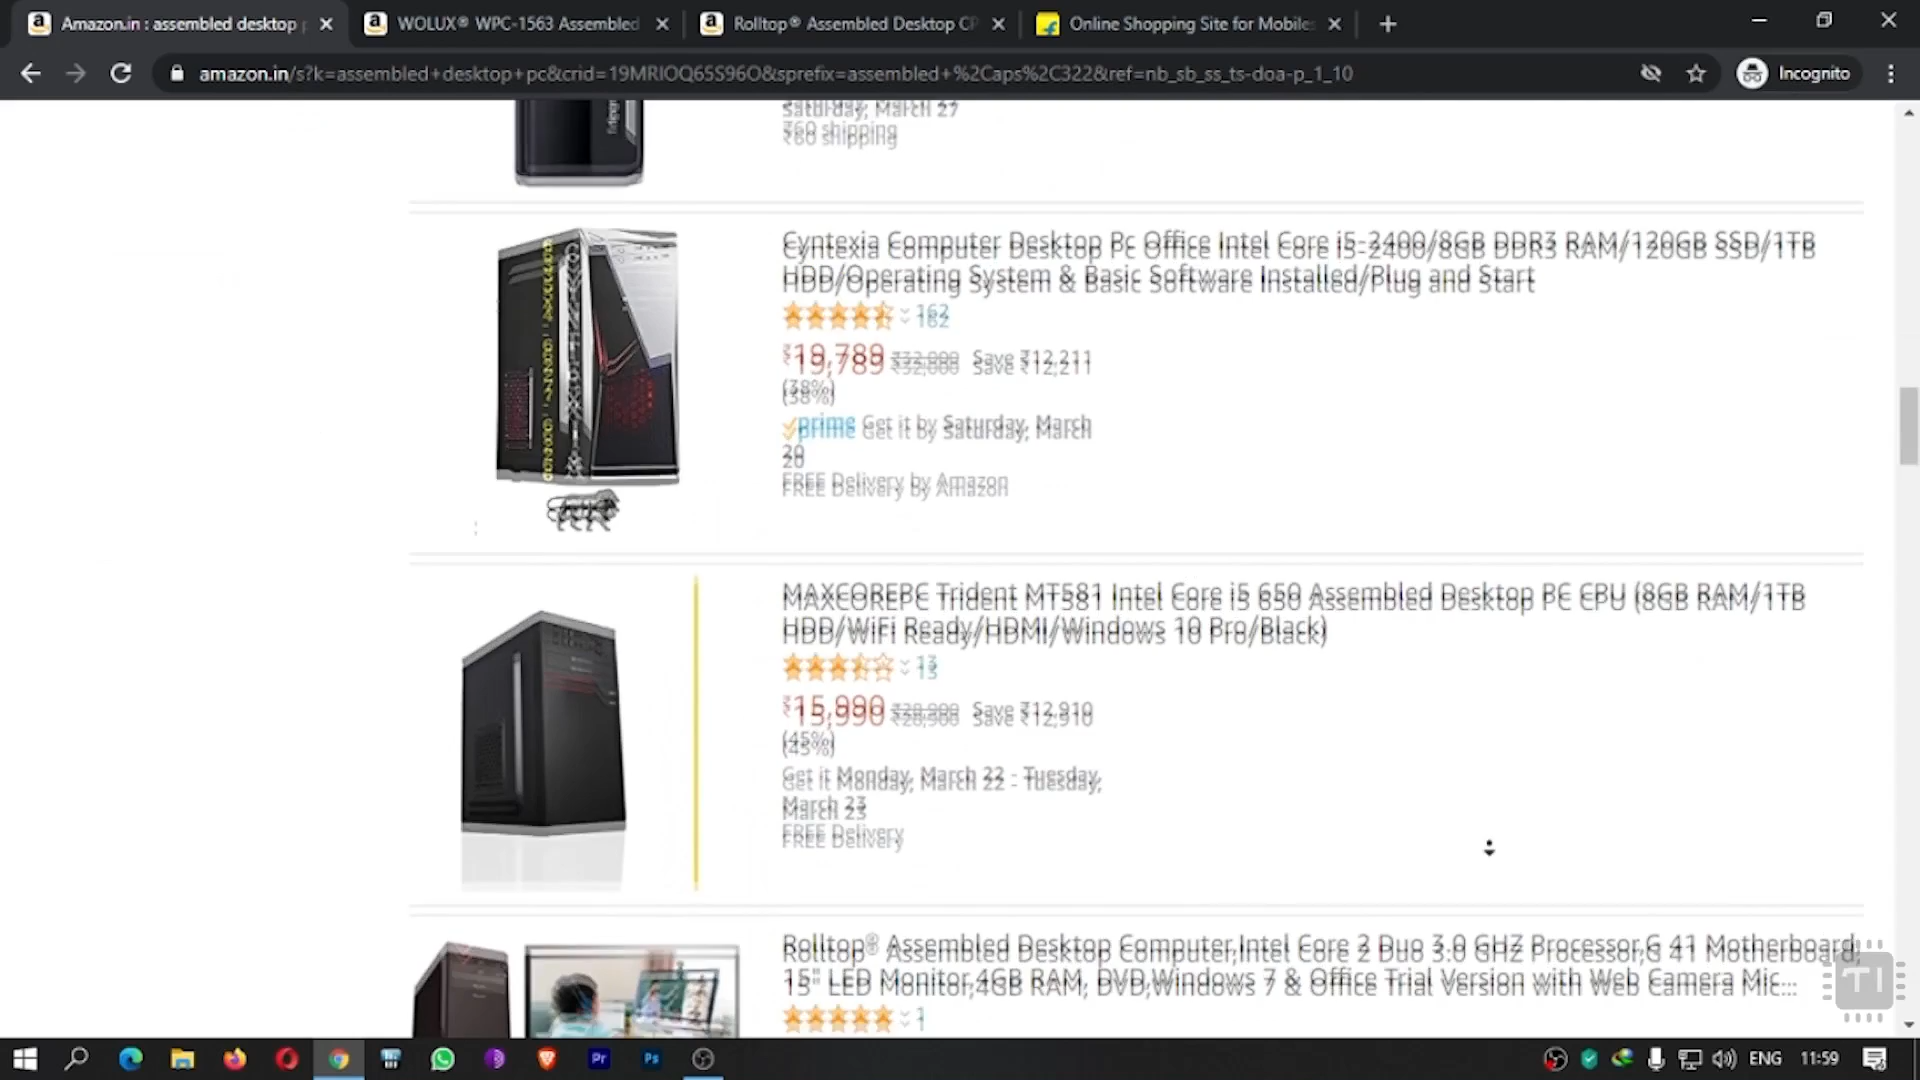 Amazon.in : assembled desktop p
WOLUX® WPC-1563 Assembled
Rolltop® Assembled Desktop CP
Online Shopping Site for Mobiles
amazon.in/s?k=assembled+desktop+pc&crid=19MRIOQ65S96O&sprefix=assembled+%2Caps%2C322&ref=nb_sb_ss_ts-doa-p_1_10
Incognito
Saturday, March 27
₹60 shipping
Cyntexia Computer Desktop Pc Office Intel Core i5-2400/8GB DDR3 RAM/120GB SSD/1TB
HDD/Operating System & Basic Software Installed/Plug and Start
162
₹19,789 ₹32,000 Save ₹12,211
(38%)
prime Get it by Saturday, March
20
FREE Delivery by Amazon
MAXCOREPC Trident MT581 Intel Core i5 650 Assembled Desktop PC CPU (8GB RAM/1TB
HDD/WiFi Ready/HDMI/Windows 10 Pro/Black)
13
₹15,990 ₹28,900 Save ₹12,910
(45%)
Get it Monday, March 22 - Tuesday,
March 23
FREE Delivery
Rolltop® Assembled Desktop Computer,Intel Core 2 Duo 3.0 GHZ Processor,G 41 Motherboard,
15" LED Monitor,4GB RAM, DVD,Windows 7 & Office Trial Version with Web Camera Mic...
1
TI
Pr
Ps
ENG
11:59